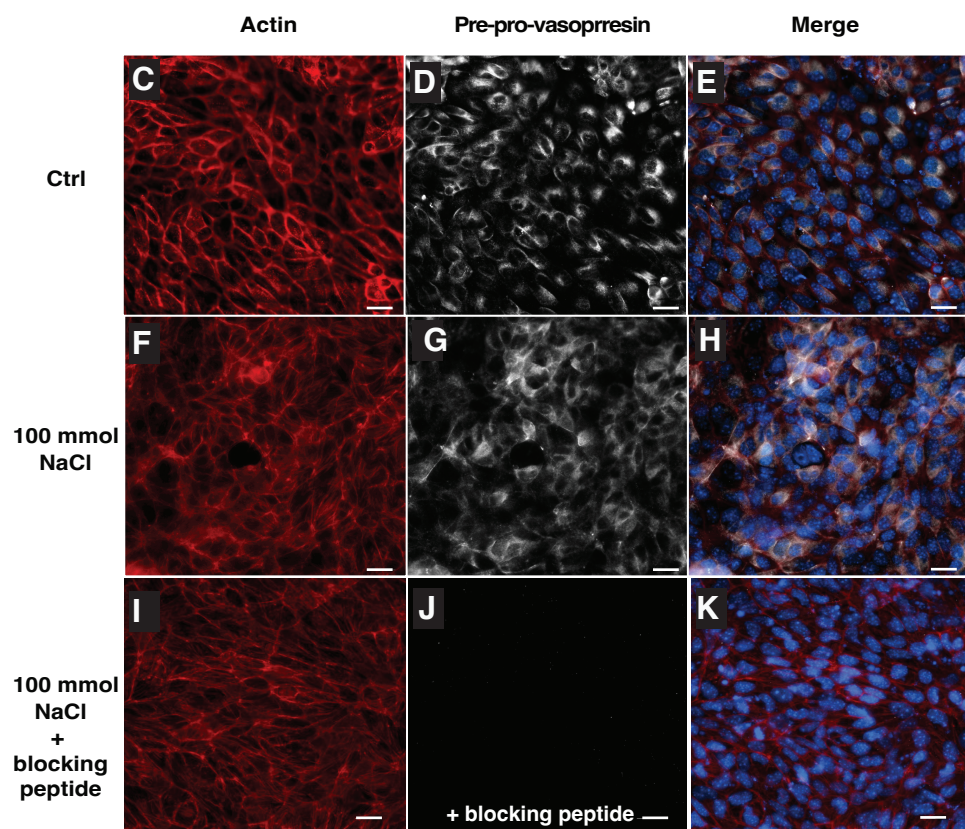 Actin Pre-pro-vasoprresin Merge
Ctrl
C D E
100 mmol
NaCl
F G H
100 mmol
NaCl
+
blocking
peptide
I J K
+ blocking peptide